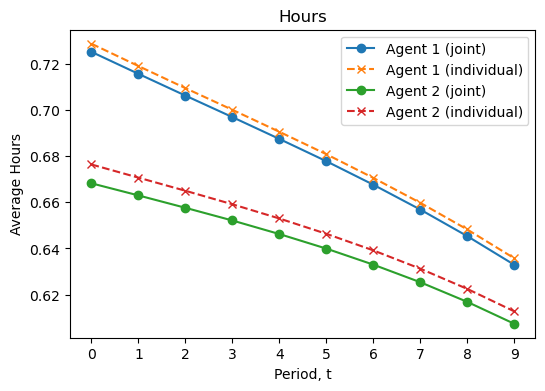 Hours
Agent 1 (joint)
Agent 1 (individual)
Agent 2 (joint)
Agent 2 (individual)
Average Hours
0.72
0.70
0.68
0.66
0.64
0.62
0 1 2 3 4 5 6 7 8 9
Period, t